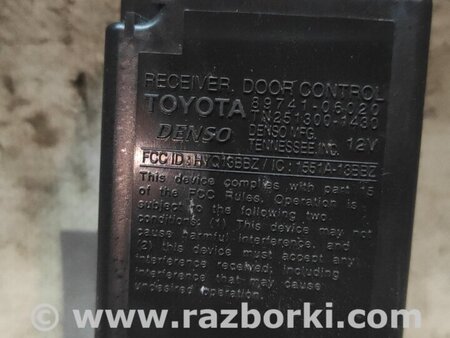 RECEIVER, DOOR CONTROL
TOYOTA 89741-06020
TN251300-1430
DENSO DENSO MFG. 12V
TENNESSEE INC.
FCC ID : HYQ13BBZ / IC : 1551A-13BBZ
This device complies with part 15
of the FCC Rules. Operation is
subject to the following two
conditions: (1) This device may not
cause harmful interference, and
(2) this device must accept any
interference received, including
interference that may cause
undesired operation.
www.razborki.com